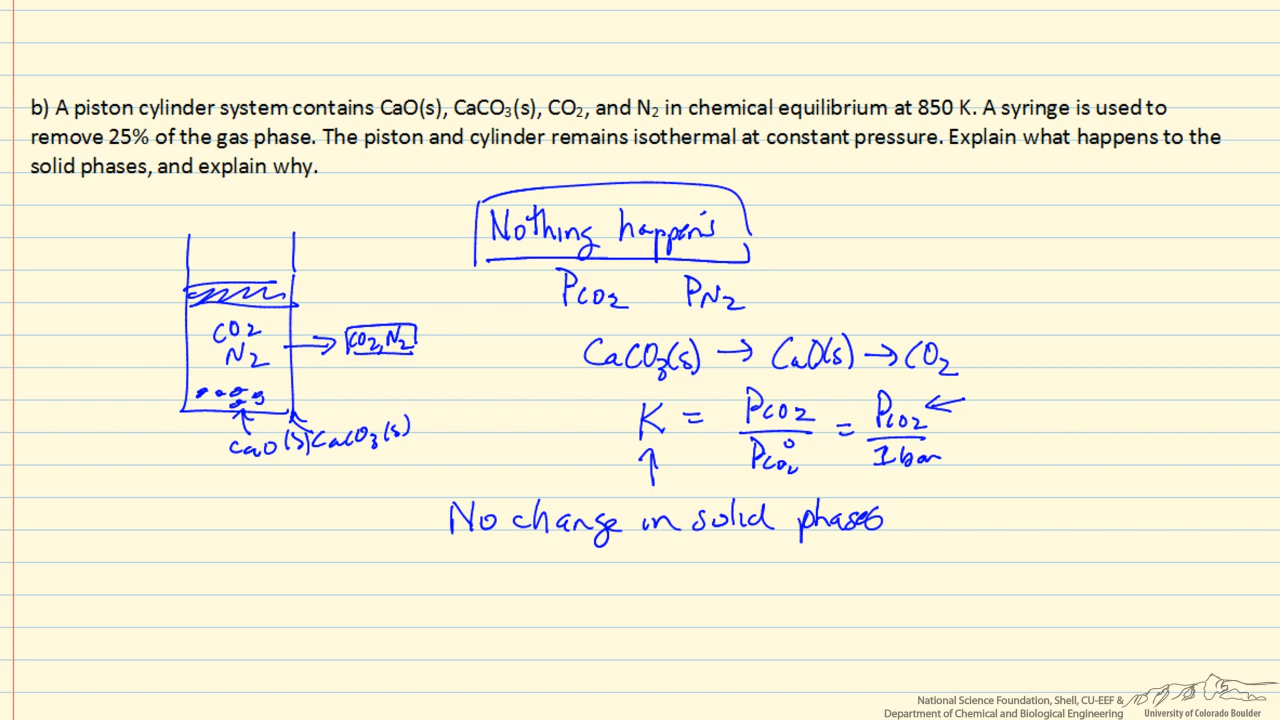 b) A piston cylinder system contains CaO(s), CaCO₃(s), CO₂, and N₂ in chemical equilibrium at 850 K. A syringe is used to
remove 25% of the gas phase. The piston and cylinder remains isothermal at constant pressure. Explain what happens to the
solid phases, and explain why.
Nothing happens
PCO2 PN2
CO2
N2
→ CO2, N2
CaO(s) CaCO3(s)
CaCO3(s) → CaO(s) → CO2
K = PCO2 / PCO2° = PCO2 / 1 bar
No change in solid phases
National Science Foundation, Shell, CU-EEF &
Department of Chemical and Biological Engineering
University of Colorado Boulder